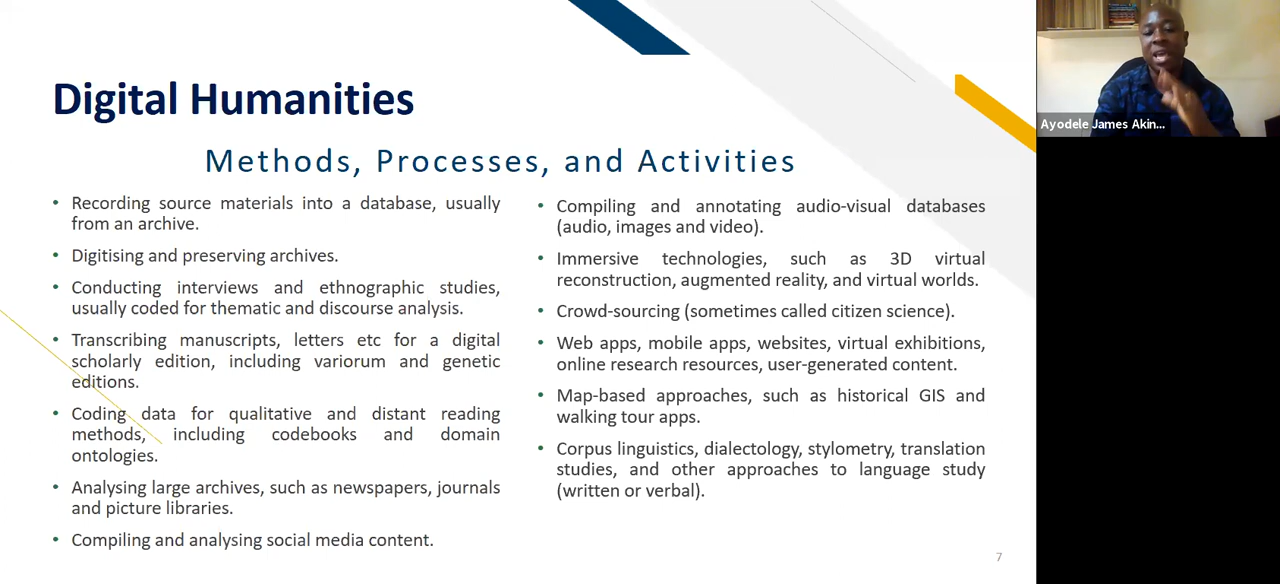 Digital Humanities
Methods, Processes, and Activities
• Recording source materials into a database, usually
from an archive.
• Digitising and preserving archives.
• Conducting interviews and ethnographic studies,
usually coded for thematic and discourse analysis.
• Transcribing manuscripts, letters etc for a digital
scholarly edition, including variorum and genetic
editions.
• Coding data for qualitative and distant reading
methods, including codebooks and domain
ontologies.
• Analysing large archives, such as newspapers, journals
and picture libraries.
• Compiling and analysing social media content.
• Compiling and annotating audio-visual databases
(audio, images and video).
• Immersive technologies, such as 3D virtual
reconstruction, augmented reality, and virtual worlds.
• Crowd-sourcing (sometimes called citizen science).
• Web apps, mobile apps, websites, virtual exhibitions,
online research resources, user-generated content.
• Map-based approaches, such as historical GIS and
walking tour apps.
• Corpus linguistics, dialectology, stylometry, translation
studies, and other approaches to language study
(written or verbal).
7
Ayodele James Akin...